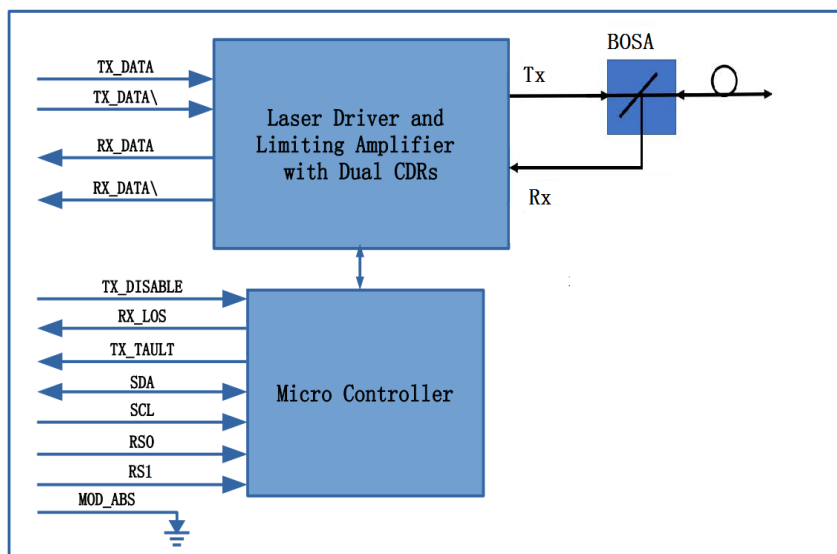 BOSA
TX_DATA
TX_DATA\
RX_DATA
RX_DATA\
Laser Driver and
Limiting Amplifier
with Dual CDRs
Tx
Rx
TX_DISABLE
RX_LOS
TX_TAULT
SDA
SCL
RS0
RS1
MOD_ABS
Micro Controller